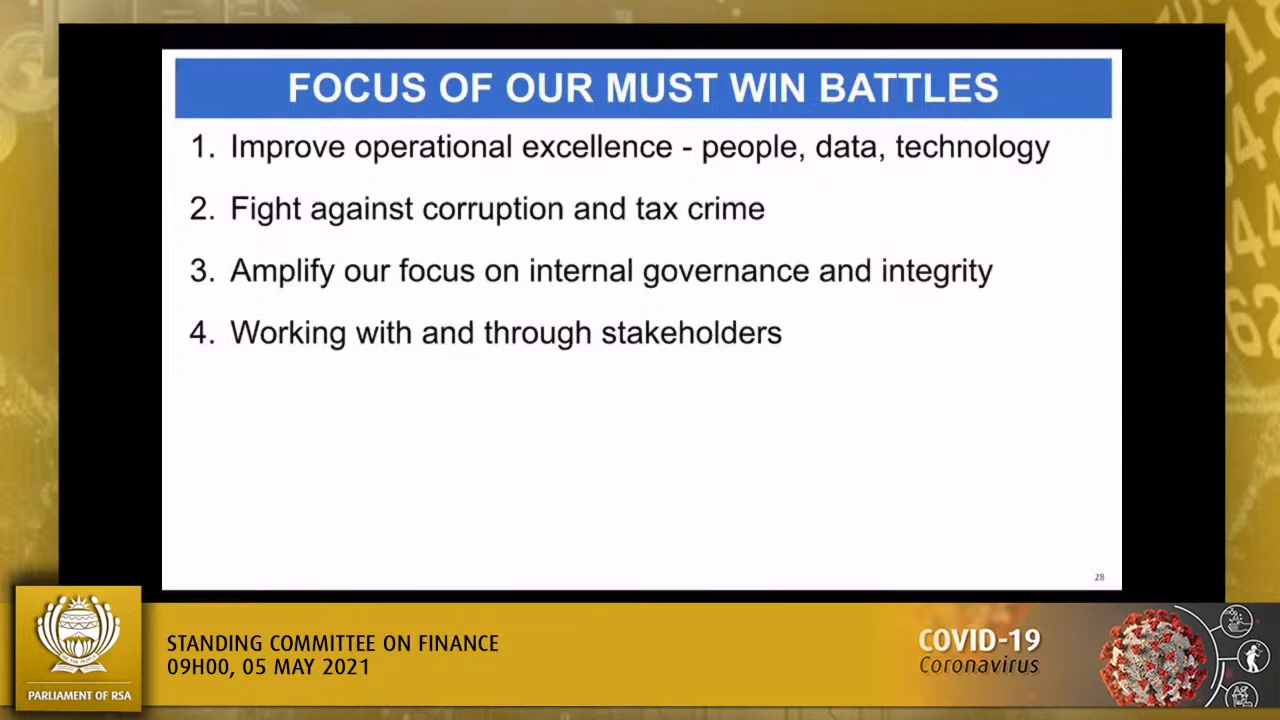 FOCUS OF OUR MUST WIN BATTLES
1. Improve operational excellence - people, data, technology
2. Fight against corruption and tax crime
3. Amplify our focus on internal governance and integrity
4. Working with and through stakeholders
28
STANDING COMMITTEE ON FINANCE
09H00, 05 MAY 2021
PARLIAMENT OF RSA
COVID-19
Coronavirus